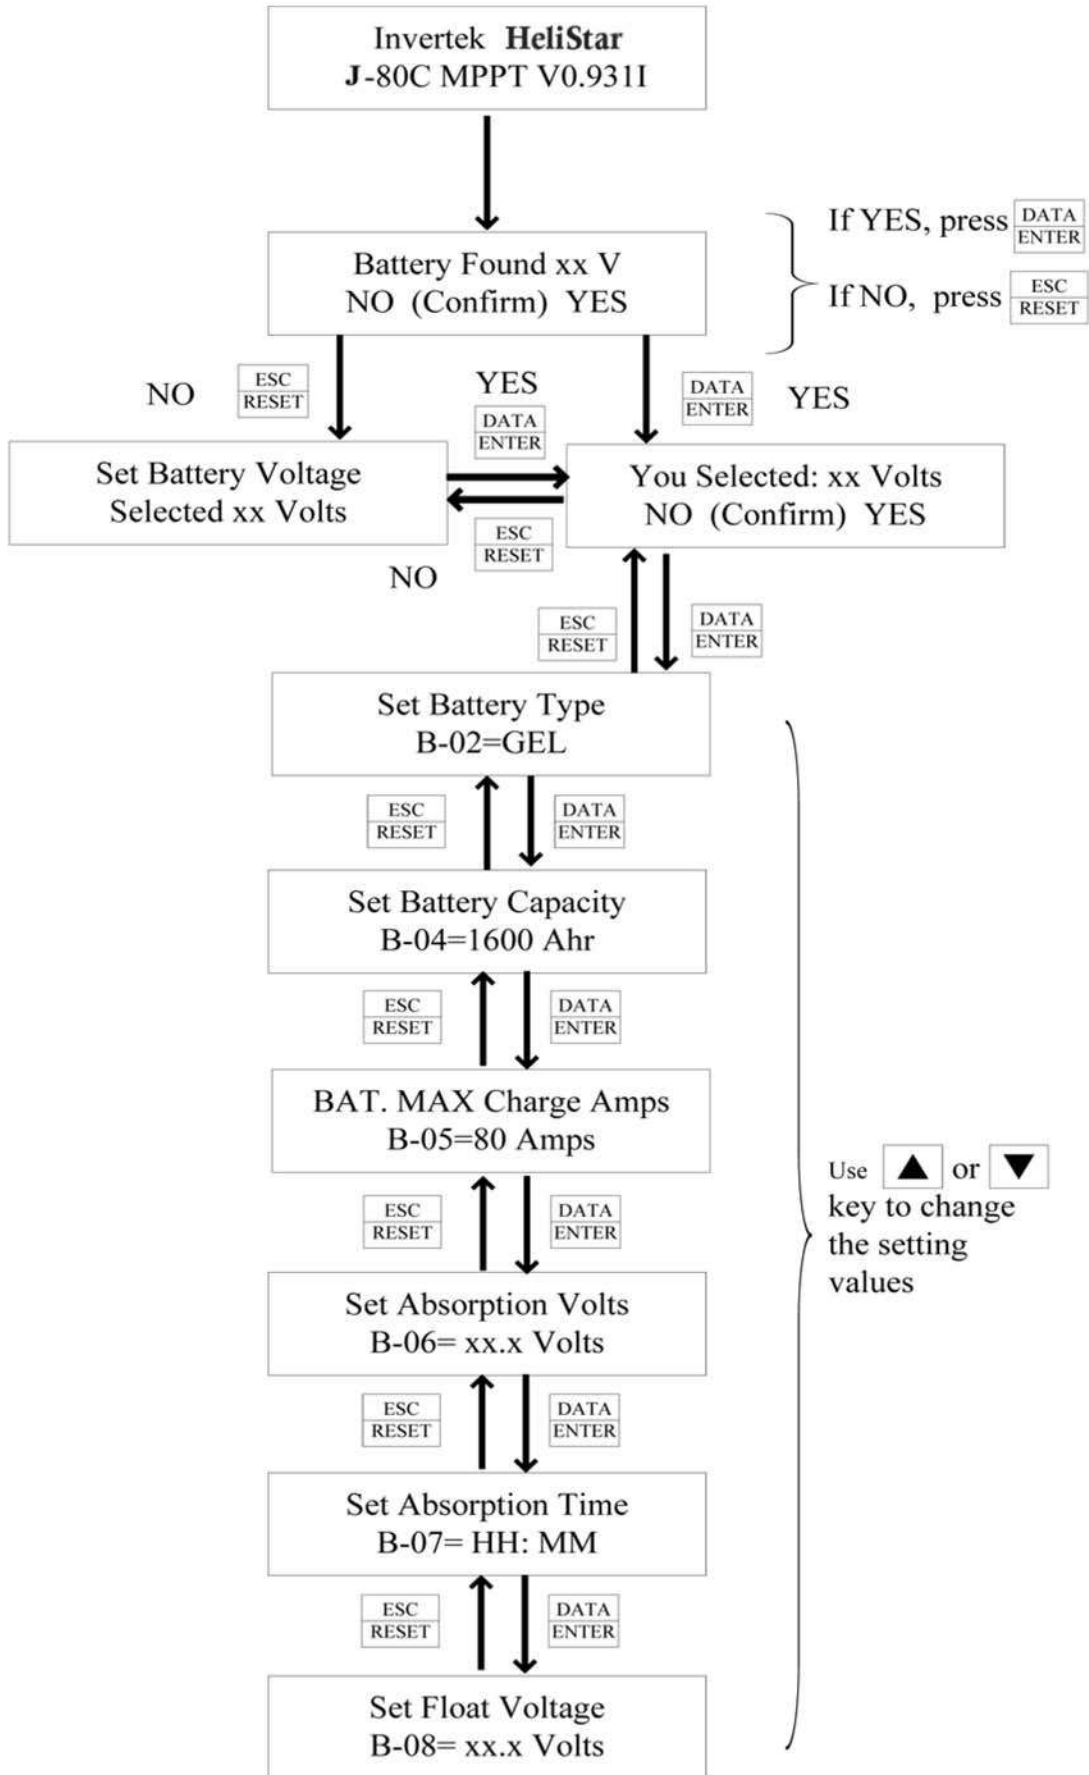 Invertek HeliStar
J-80C MPPT V0.931I
If YES, press DATA
ENTER
Battery Found xx V
NO (Confirm) YES
If NO, press ESC
RESET
NO
ESC
RESET
YES
DATA
ENTER
DATA
ENTER
YES
Set Battery Voltage
Selected xx Volts
You Selected: xx Volts
NO (Confirm) YES
ESC
RESET
NO
ESC
RESET
DATA
ENTER
Set Battery Type
B-02=GEL
ESC
RESET
DATA
ENTER
Set Battery Capacity
B-04=1600 Ahr
ESC
RESET
DATA
ENTER
BAT. MAX Charge Amps
B-05=80 Amps
Use ▲ or ▼
key to change
the setting
values
ESC
RESET
DATA
ENTER
Set Absorption Volts
B-06= xx.x Volts
ESC
RESET
DATA
ENTER
Set Absorption Time
B-07= HH: MM
ESC
RESET
DATA
ENTER
Set Float Voltage
B-08= xx.x Volts